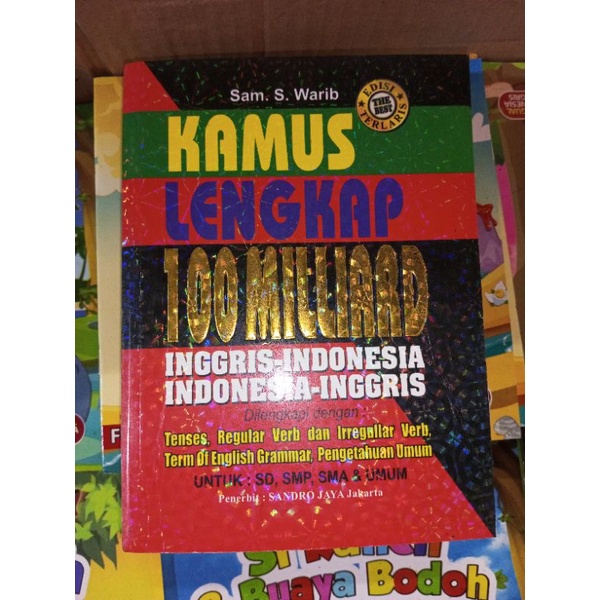 Sam. S. Warib
EDISI
THE
BEST
TERLARIS
KAMUS
LENGKAP
100 MILLIARD
INGGRIS-INDONESIA
INDONESIA-INGGRIS
Dilengkapi dengan :
Tenses, Regular Verb dan Irregullar Verb,
Term Of English Grammar, Pengetahuan Umum
UNTUK : SD, SMP, SMA & UMUM
Penerbit : SANDRO JAYA Jakarta
Buaya Bodoh